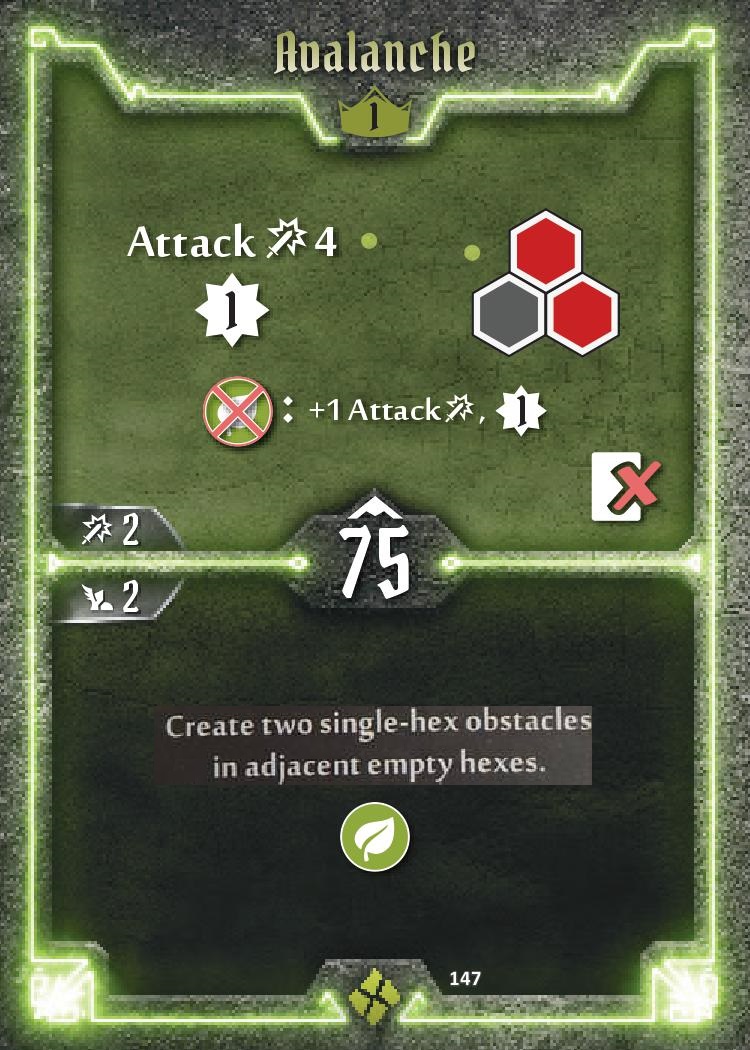 Avalanche
1
Attack 4
1
: +1 Attack, 1
2
75
2
Create two single-hex obstacles
in adjacent empty hexes.
147